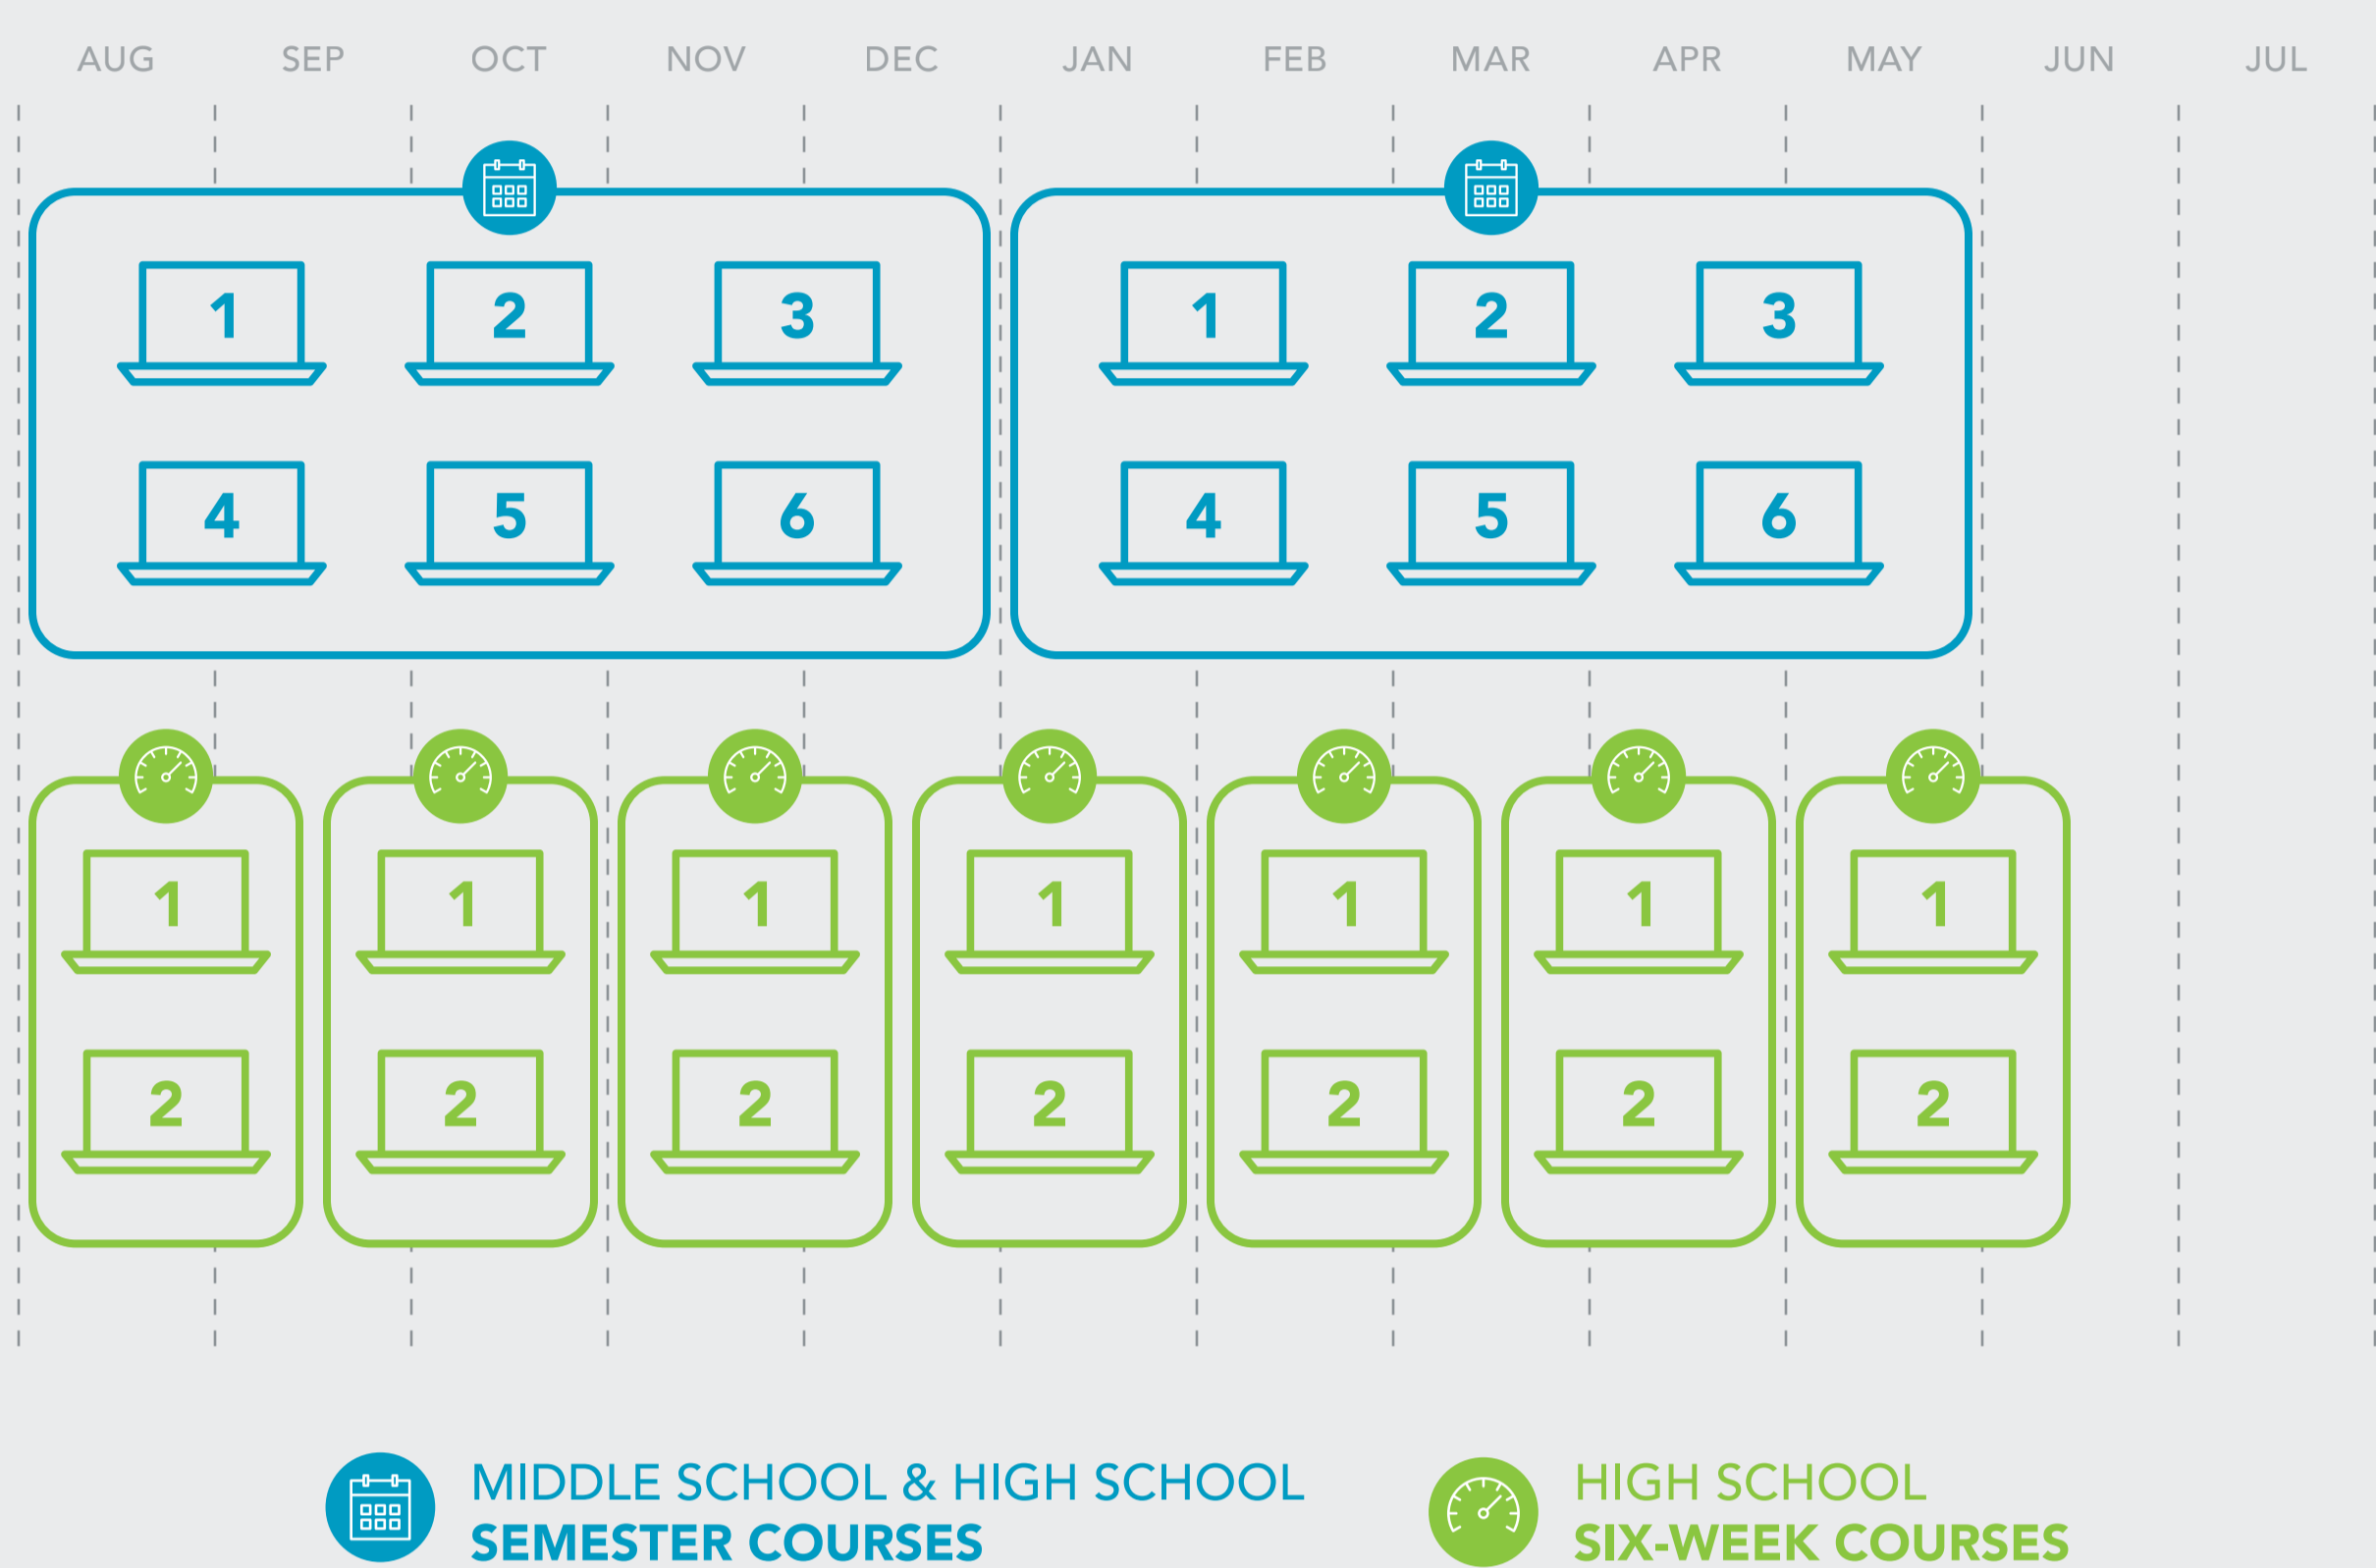 AUG SEP OCT NOV DEC JAN FEB MAR APR MAY JUN JUL
1 2 3 1 2 3
4 5 6 4 5 6
1 1 1 1 1 1 1
2 2 2 2 2 2 2
MIDDLE SCHOOL & HIGH SCHOOL
SEMESTER COURSES
HIGH SCHOOL
SIX-WEEK COURSES